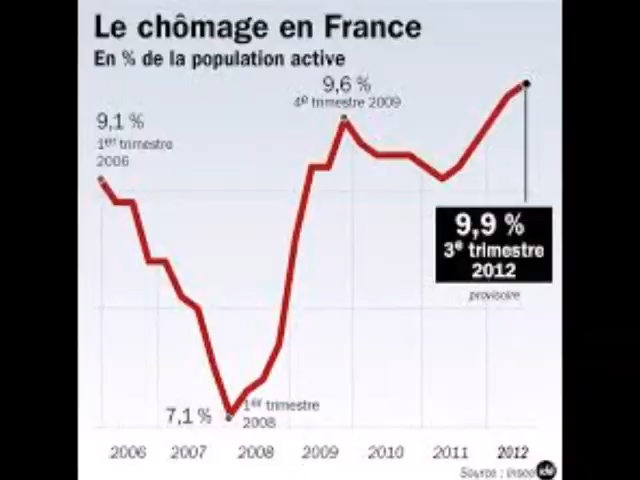 Le chômage en France
En % de la population active
9,6 %
4e trimestre 2009
9,1 %
1er trimestre
2006
9,9 %
3e trimestre
2012
provisoire
7,1 %
1er trimestre
2008
2006 2007 2008 2009 2010 2011 2012
Source : Insee
idé